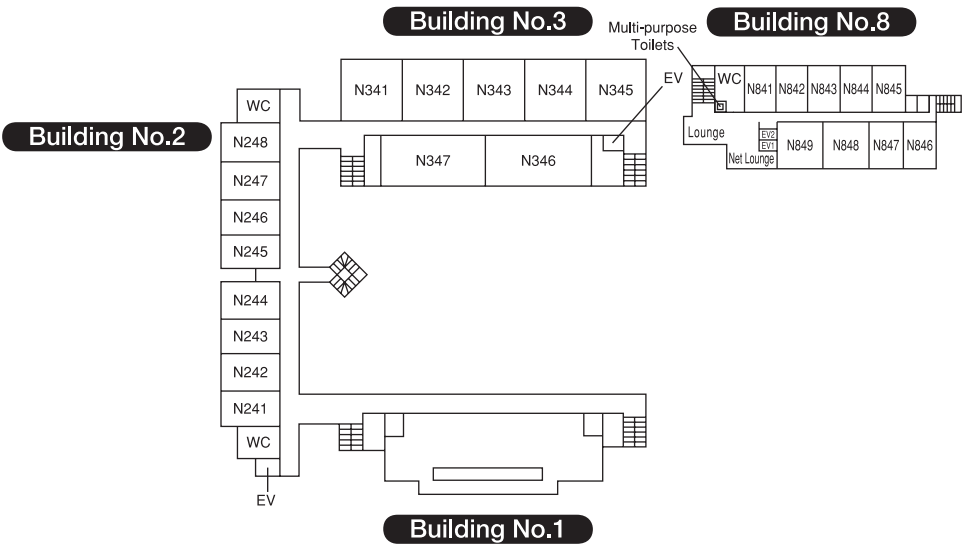 Building No.3
Building No.8
Multi-purpose
Toilets
EV
N341
N342
N343
N344
N345
N347
N346
WC
N841
N842
N843
N844
N845
Lounge
EV2
EV1
Net Lounge
N849
N848
N847
N846
Building No.2
WC
N248
N247
N246
N245
N244
N243
N242
N241
WC
EV
Building No.1